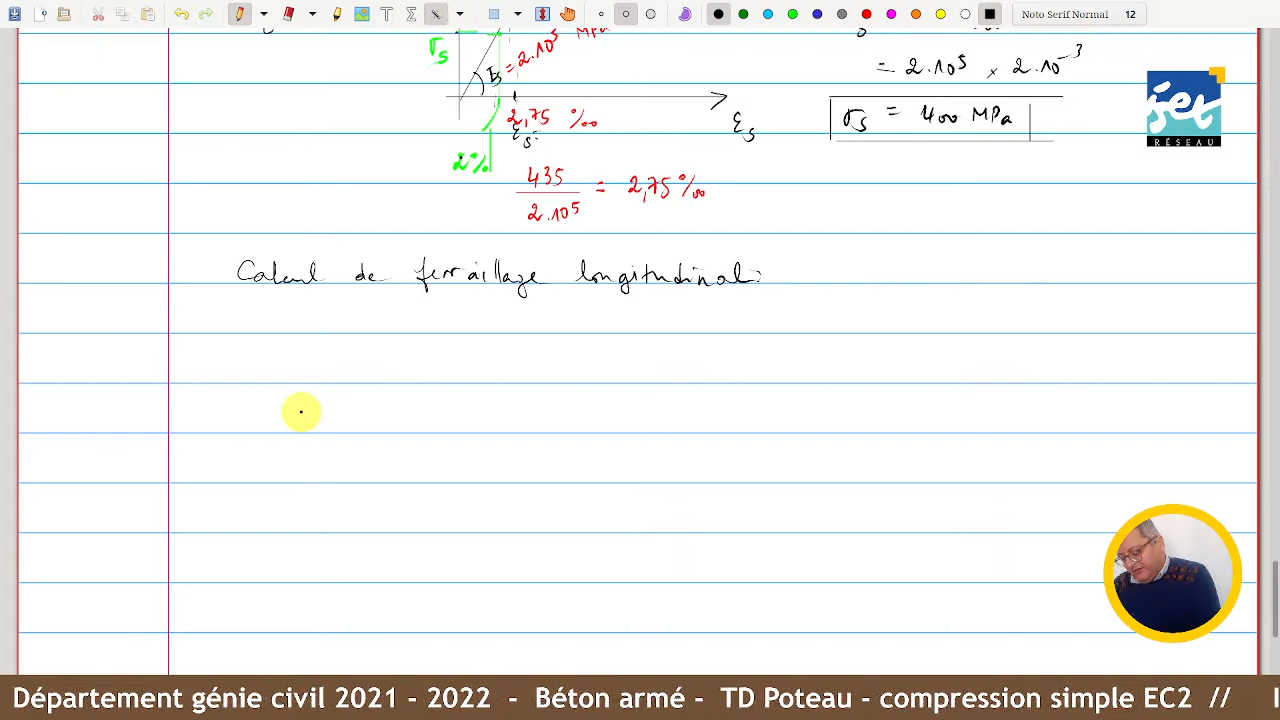 Noto Serif Normal 12
σs
Es = 2.10⁵ MPa
= 2.10⁵ × 2.10⁻³
σs = 400 MPa
2,75 ‰
εs =
εs
2‰
435 / 2.10⁵ = 2,75 ‰
Calcul de ferraillage longitudinal :
iset
RÉSEAU
Département génie civil 2021 - 2022 - Béton armé - TD Poteau - compression simple EC2 //